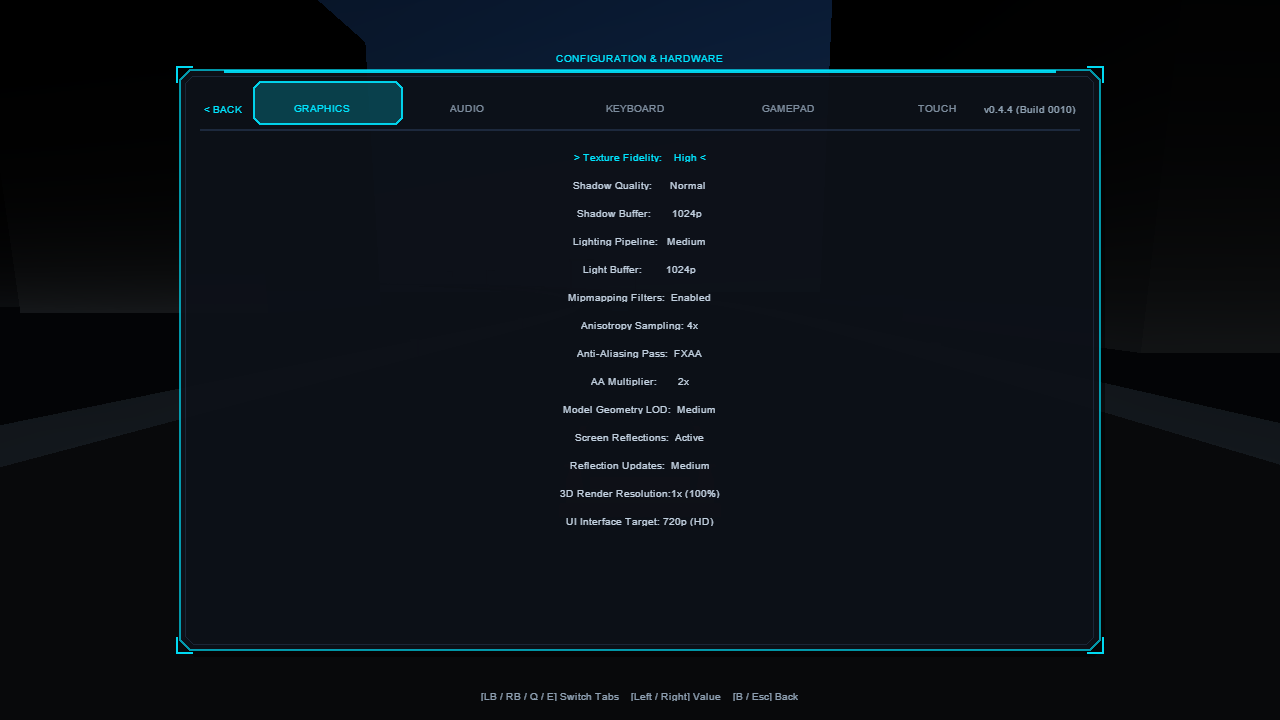 CONFIGURATION & HARDWARE
< BACK GRAPHICS AUDIO KEYBOARD GAMEPAD TOUCH v0.4.4 (Build 0010)
> Texture Fidelity: High <
Shadow Quality: Normal
Shadow Buffer: 1024p
Lighting Pipeline: Medium
Light Buffer: 1024p
Mipmapping Filters: Enabled
Anisotropy Sampling: 4x
Anti-Aliasing Pass: FXAA
AA Multiplier: 2x
Model Geometry LOD: Medium
Screen Reflections: Active
Reflection Updates: Medium
3D Render Resolution:1x (100%)
UI Interface Target: 720p (HD)
[LB / RB / Q / E] Switch Tabs [Left / Right] Value [B / Esc] Back